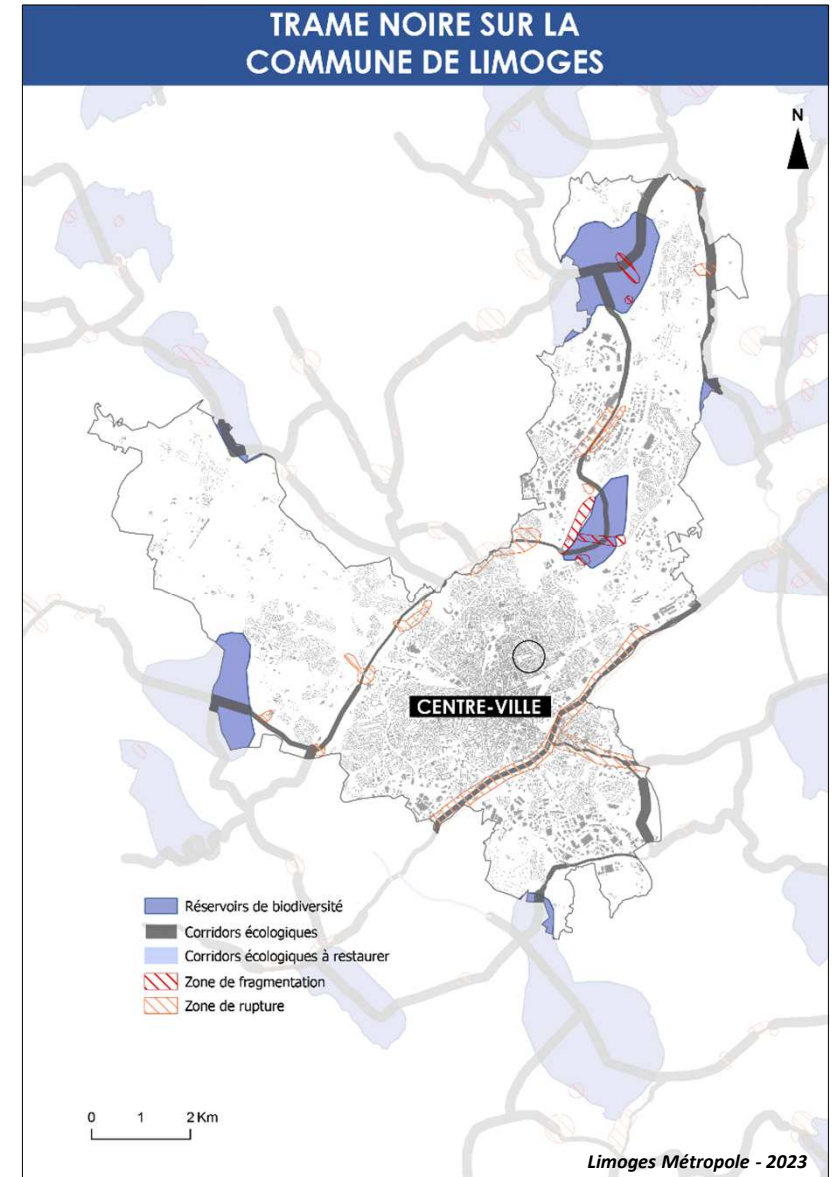 TRAME NOIRE SUR LA
COMMUNE DE LIMOGES
N
CENTRE-VILLE
Réservoirs de biodiversité
Corridors écologiques
Corridors écologiques à restaurer
Zone de fragmentation
Zone de rupture
0 1 2 Km
Limoges Métropole - 2023